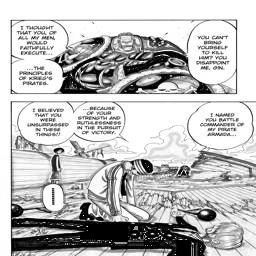 YOU CAN'T
BRING
YOURSELF
TO KILL
HIM? YOU
DISAPPOINT
ME, GIN.
I THOUGHT
THAT YOU, OF
ALL MY MEN,
WOULD
FAITHFULLY
EXECUTE...
...THE
PRINCIPLES
OF KRIEG'S
PIRATES.
I NAMED
YOU BATTLE
COMMANDER
OF MY
PIRATE
ARMADA...
...BECAUSE
OF YOUR
STRENGTH AND
RUTHLESSNESS
IN THE
PURSUIT OF
VICTORY.
I BELIEVED
THAT YOU
WERE
UNSURPASSED
IN THESE
THINGS!!